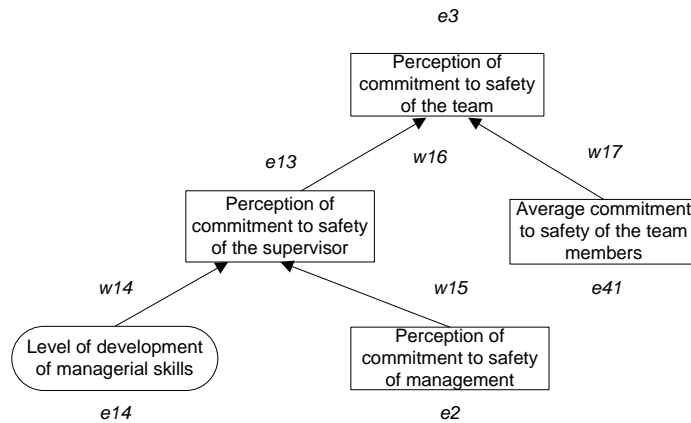 e3
Perception of
commitment to safety
of the team
e13
w16
w17
Perception of
commitment to safety
of the supervisor
Average commitment
to safety of the team
members
w14
w15
e41
Level of development
of managerial skills
Perception of
commitment to safety
of management
e14
e2